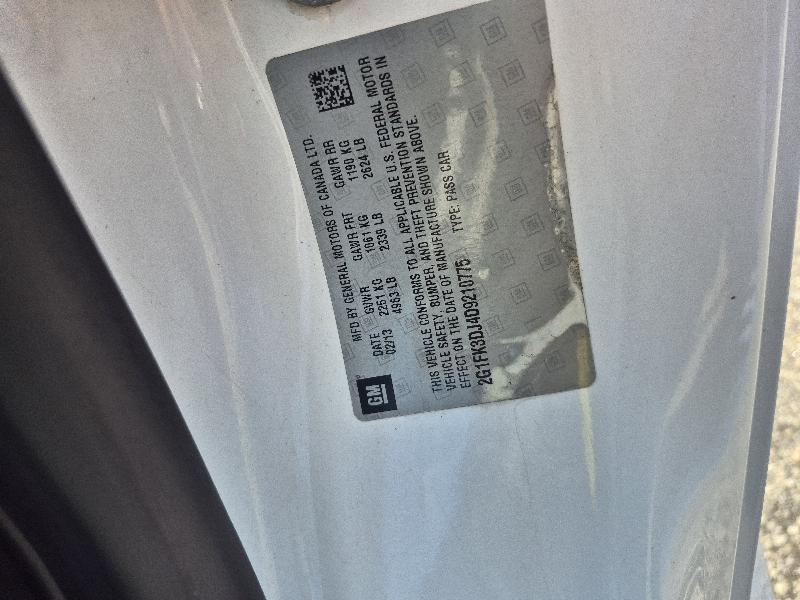 GM
MFD BY GENERAL MOTORS OF CANADA LTD.
DATE GVWR GAWR FRT GAWR RR
02/13 2251 KG 1061 KG 1190 KG
4963 LB 2339 LB 2624 LB
THIS VEHICLE CONFORMS TO ALL APPLICABLE U.S. FEDERAL MOTOR
VEHICLE SAFETY, BUMPER, AND THEFT PREVENTION STANDARDS IN
EFFECT ON THE DATE OF MANUFACTURE SHOWN ABOVE.
2G1FK3DJ4D9210775 TYPE: PASS CAR